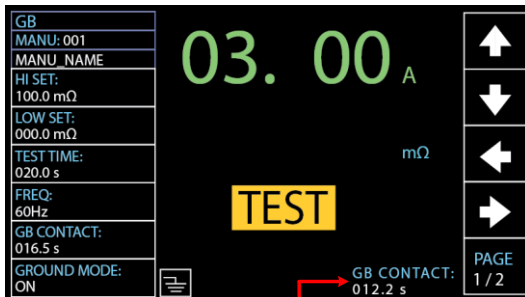 GB
MANU: 001
MANU_NAME
HI SET:
100.0 mΩ
LOW SET:
000.0 mΩ
TEST TIME:
020.0 s
FREQ:
60Hz
GB CONTACT:
016.5 s
GROUND MODE:
ON
03. 00 A
mΩ
TEST
GB CONTACT:
012.2 s
PAGE
1/2